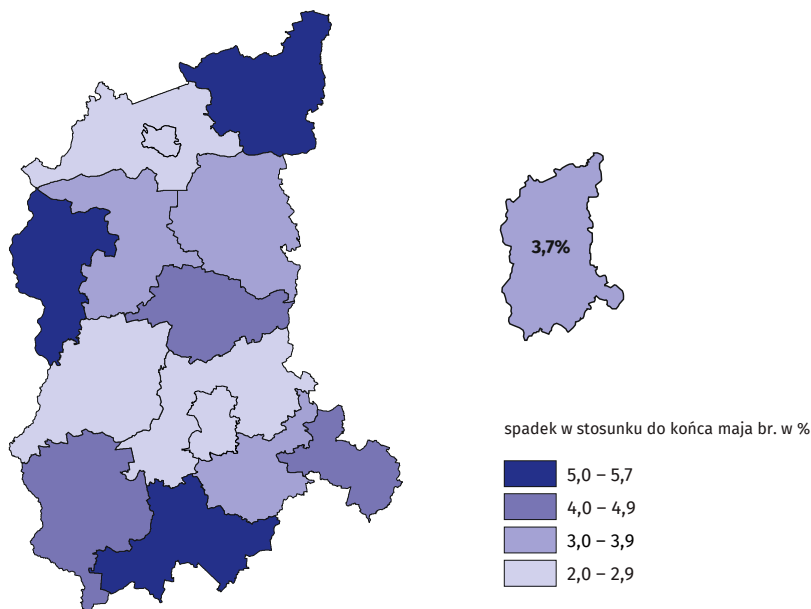 3,7%
spadek w stosunku do końca maja br. w %
5,0 – 5,7
4,0 – 4,9
3,0 – 3,9
2,0 – 2,9